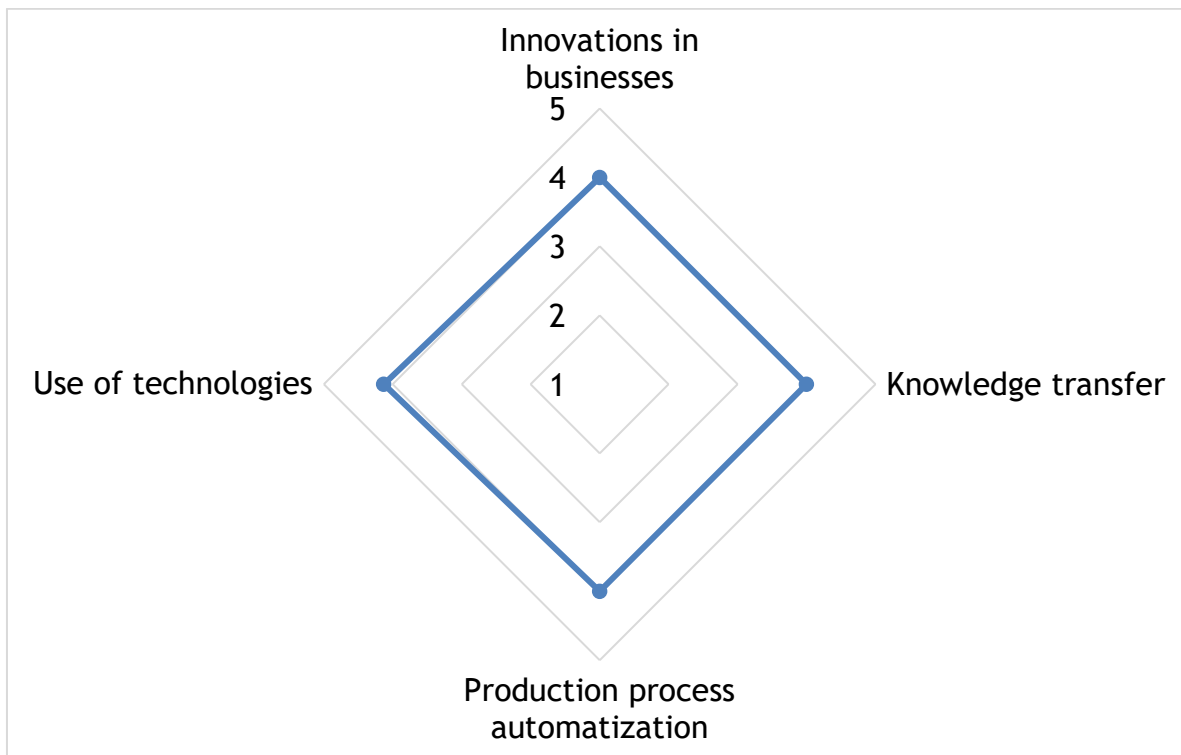 Innovations in
businesses
5
4
3
2
Use of technologies
1
Knowledge transfer
Production process
automatization